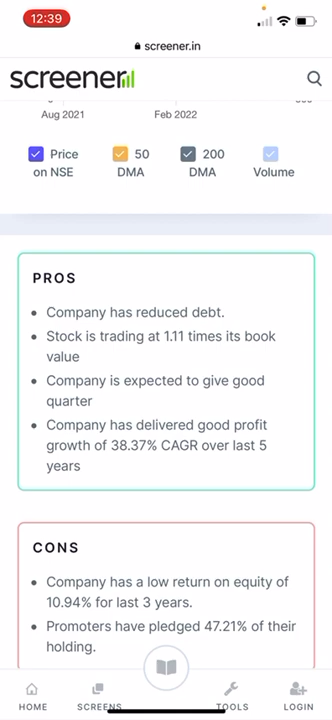 12:39
screener.in
screener
Aug 2021 Feb 2022
Price on NSE
50 DMA
200 DMA
Volume
PROS
Company has reduced debt.
Stock is trading at 1.11 times its book
value
Company is expected to give good
quarter
Company has delivered good profit
growth of 38.37% CAGR over last 5
years
CONS
Company has a low return on equity of
10.94% for last 3 years.
Promoters have pledged 47.21% of their
holding.
HOME SCREENS TOOLS LOGIN